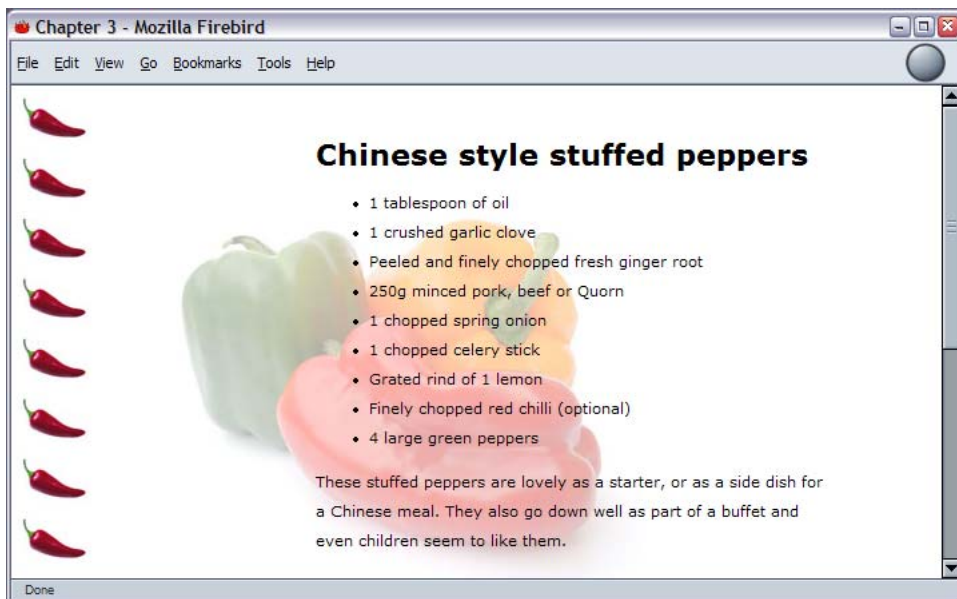 Chapter 3 - Mozilla Firebird
File Edit View Go Bookmarks Tools Help
Chinese style stuffed peppers
• 1 tablespoon of oil
• 1 crushed garlic clove
• Peeled and finely chopped fresh ginger root
• 250g minced pork, beef or Quorn
• 1 chopped spring onion
• 1 chopped celery stick
• Grated rind of 1 lemon
• Finely chopped red chilli (optional)
• 4 large green peppers
These stuffed peppers are lovely as a starter, or as a side dish for
a Chinese meal. They also go down well as part of a buffet and
even children seem to like them.
Done